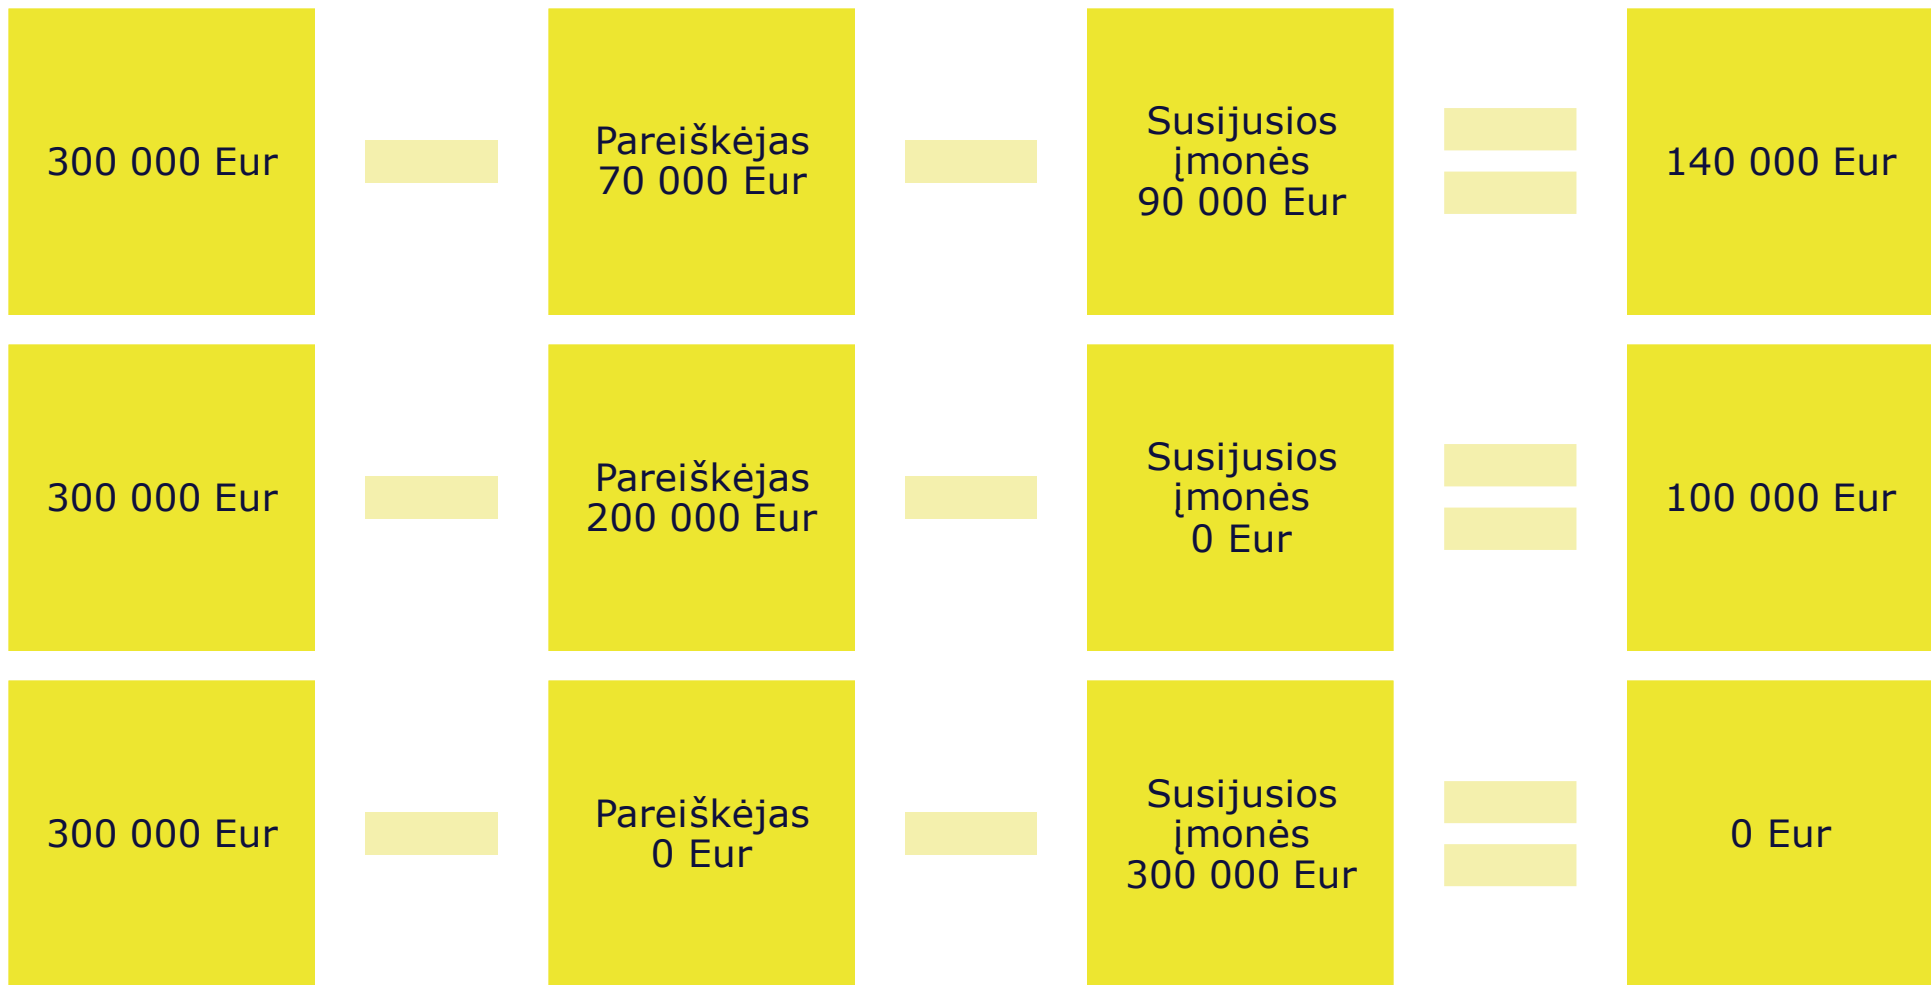 300 000 Eur
Pareiškėjas
70 000 Eur
Susijusios
įmonės
90 000 Eur
140 000 Eur
300 000 Eur
Pareiškėjas
200 000 Eur
Susijusios
įmonės
0 Eur
100 000 Eur
300 000 Eur
Pareiškėjas
0 Eur
Susijusios
įmonės
300 000 Eur
0 Eur